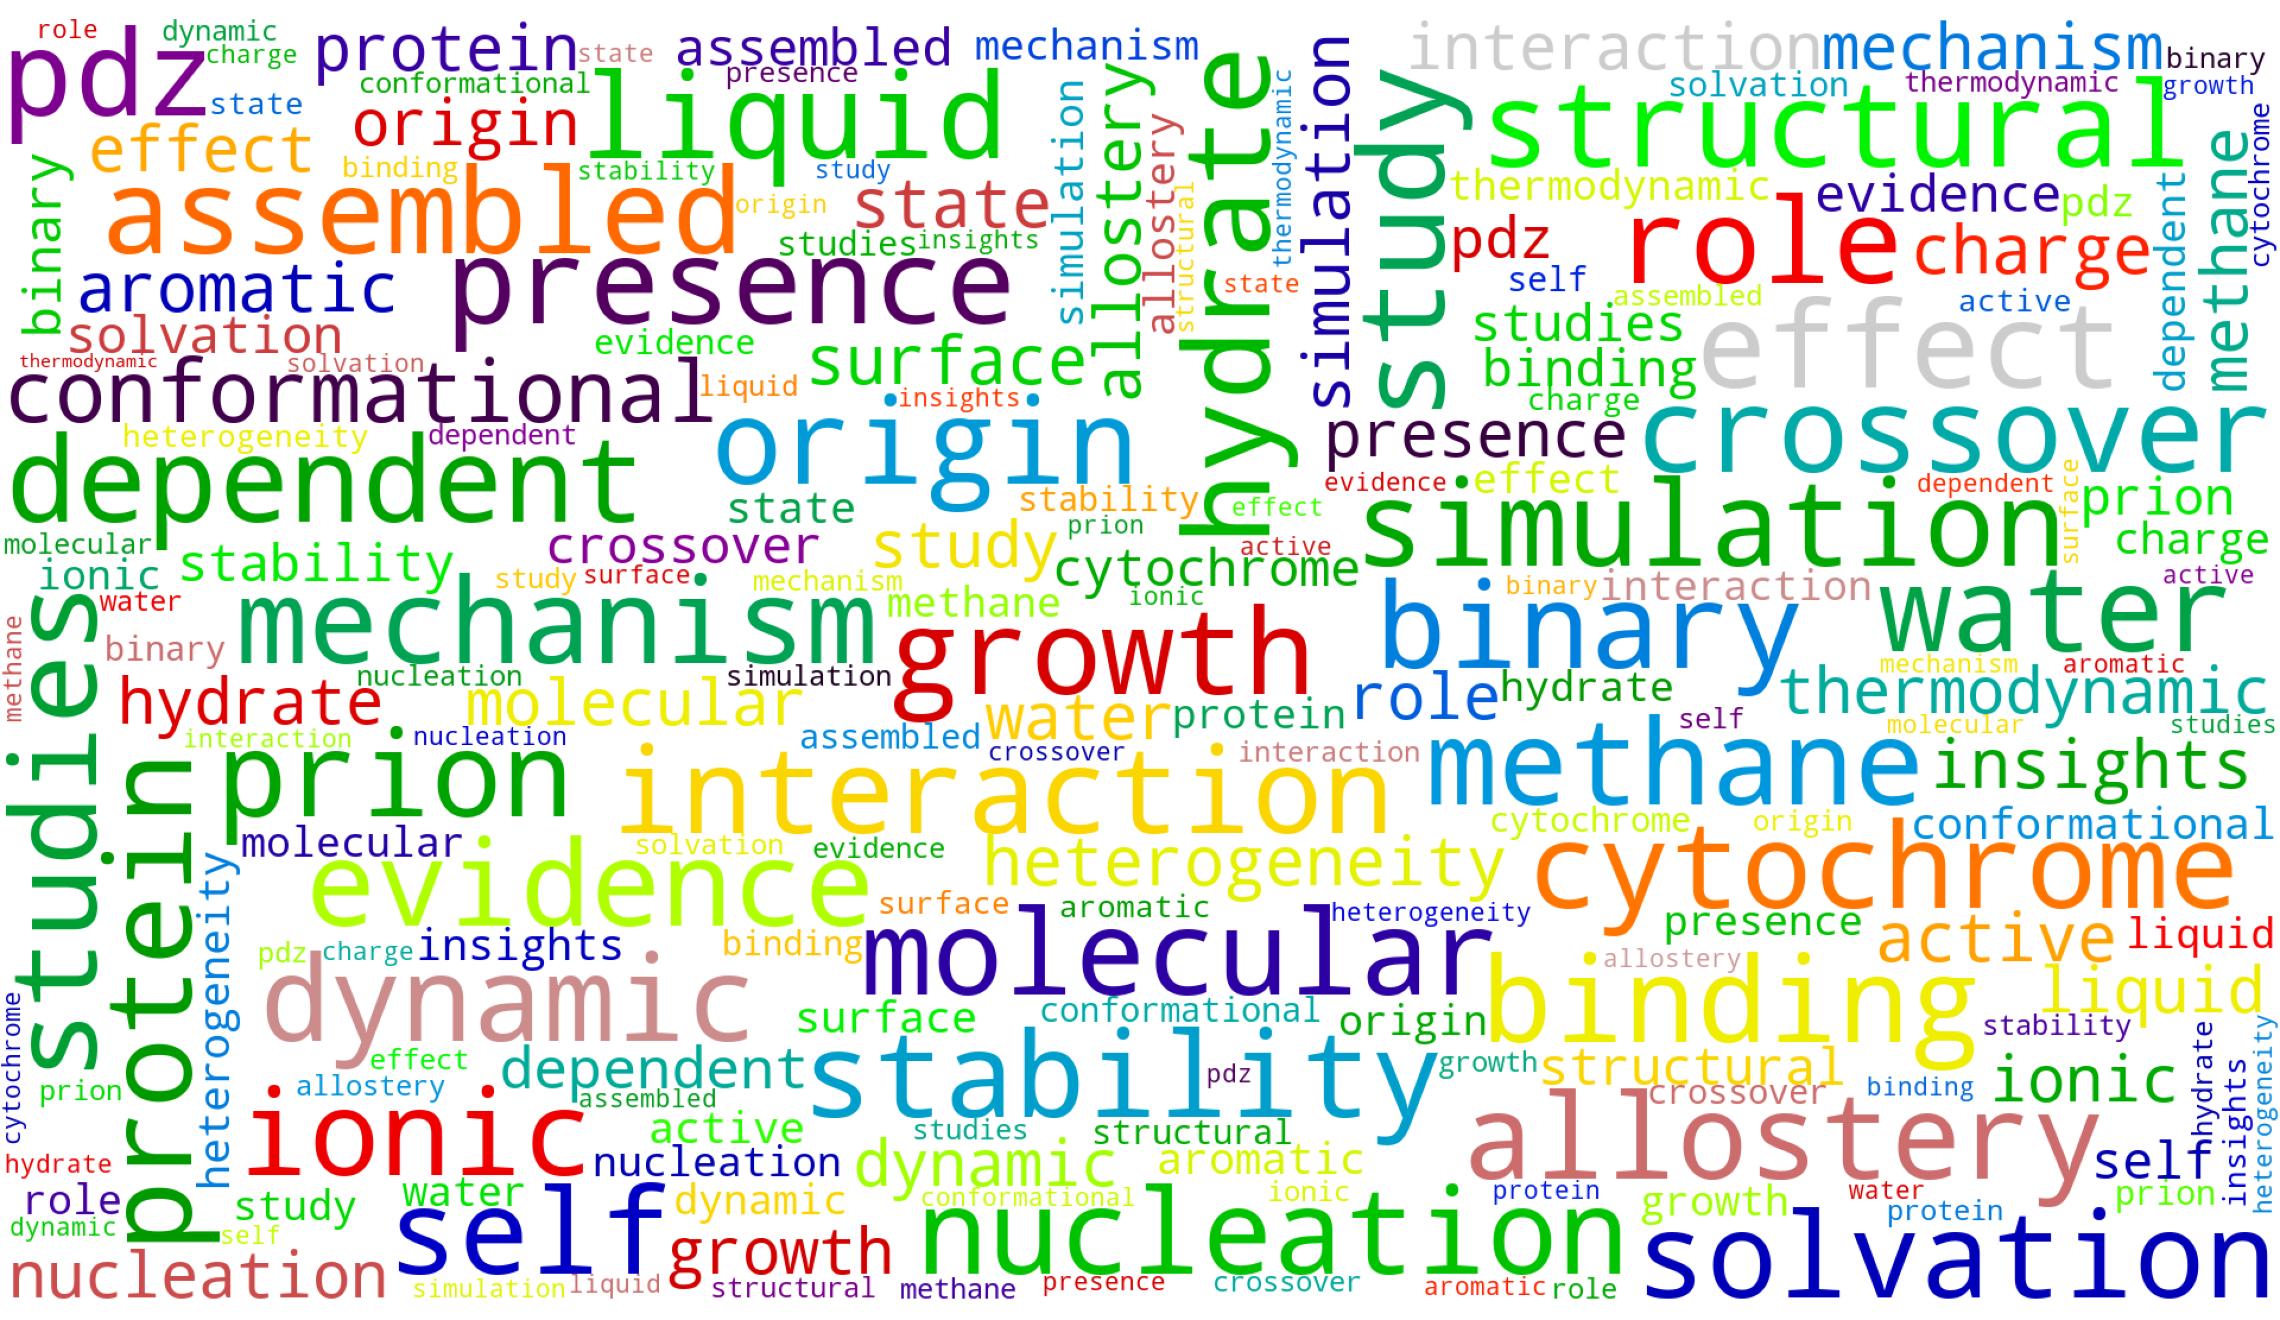 role
dynamic
pdz
charge
protein
state
assembled
mechanism
interaction
mechanism
binary
conformational
presence
solvation
thermodynamic
growth
state
origin
liquid
structural
effect
binding
stability
study
thermodynamic
evidence
pdz
binary
assembled
origin
state
simulation
allostery
allostery
structural
hydrate
thermodynamic
simulation
study
pdz
role
charge
dependent
methane
cytochrome
studies
insights
aromatic
presence
state
self
assembled
active
solvation
evidence
surface
studies
effect
thermodynamic
solvation
conformational
liquid
insights
binding
charge
heterogeneity
dependent
origin
presence
crossover
dependent
state
stability
effect
evidence
effect
simulation
dependent
surface
prion
molecular
stability
crossover
study
prion
cytochrome
active
charge
ionic
water
study
surface
mechanism
methane
ionic
binary
binary
interaction
water
active
methane
studies
binary
mechanism
growth
nucleation
simulation
hydrate
molecular
water
protein
role
hydrate
mechanism
aromatic
thermodynamic
interaction
nucleation
assembled
crossover
interaction
methane
self
molecular
studies
protein
prion
interaction
insights
molecular
evidence
solvation
evidence
heterogeneity
cytochrome
origin
conformational
cytochrome
heterogeneity
surface
aromatic
heterogeneity
presence
active
liquid
pdz
charge
insights
binding
molecular
allostery
binding
liquid
dynamic
surface
conformational
origin
stability
cytochrome
effect
dependent
stability
pdz
growth
structural
hydrate
insights
heterogeneity
prion
allostery
ionic
assembled
crossover
binding
ionic
active
studies
structural
allostery
hydrate
nucleation
dynamic
aromatic
self
role
study
water
self
dynamic
conformational
nucleation
ionic
protein
growth
water
protein
prion
dynamic
self
growth
solvation
nucleation
simulation
liquid
structural
methane
presence
crossover
aromatic
role